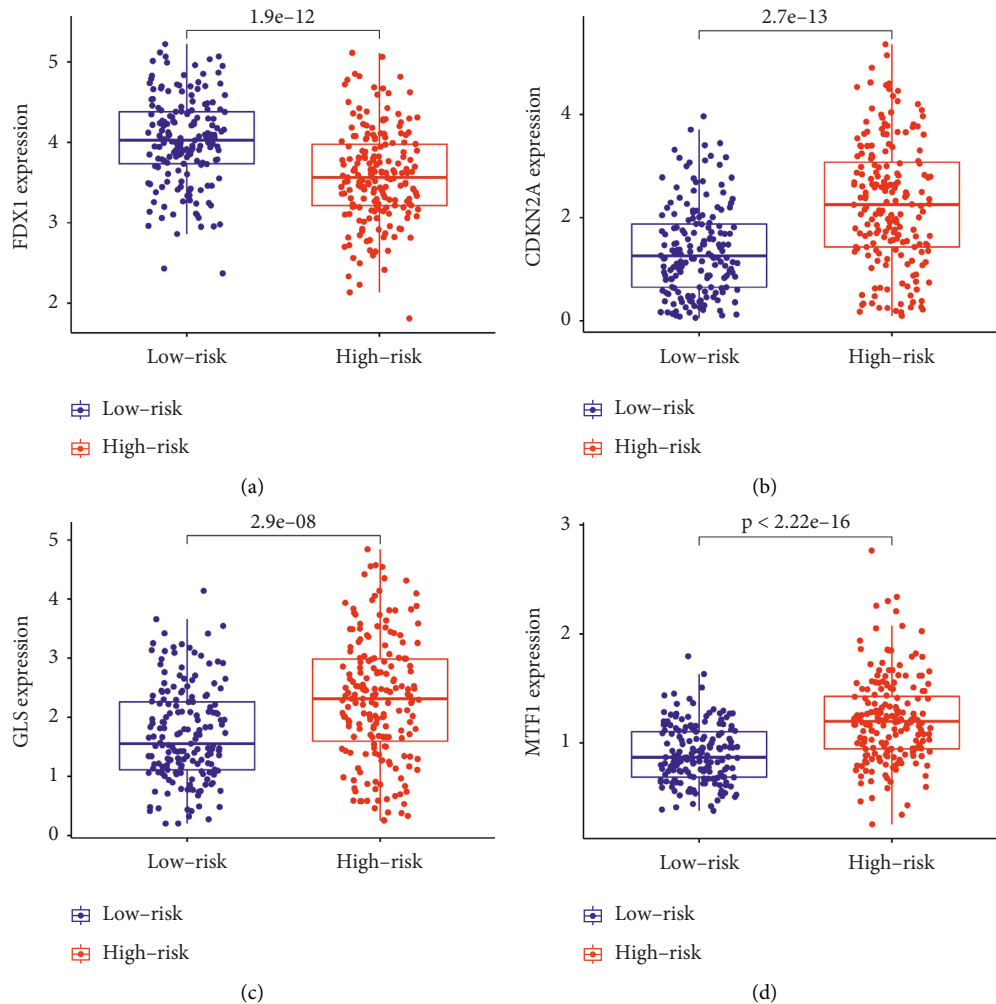 1.9e–12
FDX1 expression
5
4
3
2
Low–risk High–risk
Low–risk
High–risk
(a)
2.7e–13
CDKN2A expression
4
2
0
Low–risk High–risk
Low–risk
High–risk
(b)
2.9e–08
GLS expression
5
4
3
2
1
0
Low–risk High–risk
Low–risk
High–risk
(c)
p < 2.22e–16
MTF1 expression
3
2
1
Low–risk High–risk
Low–risk
High–risk
(d)